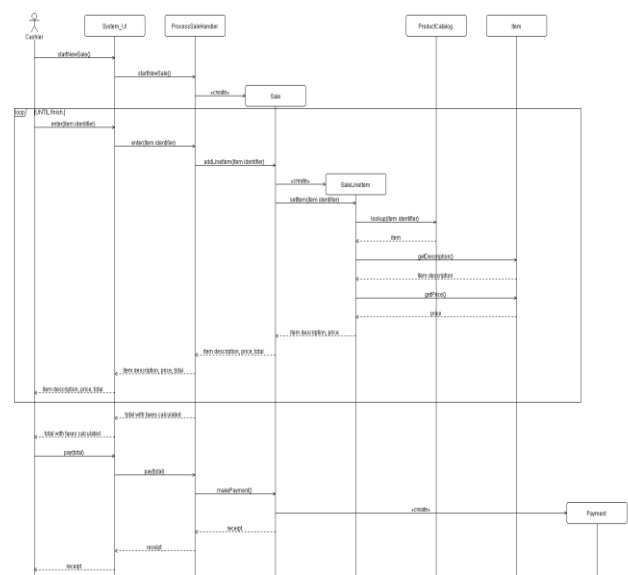 Cashier
System_UI
ProcessSaleHandler
ProductCatalog
Item
startNewSale()
startNewSale()
«create»
Sale
loop
[UNTIL finish.]
enter(item identifier)
enter(item identifier)
addLineItem(item identifier)
«create»
SaleLineItem
setItem(item identifier)
lookup(item identifier)
item
getDescription()
item description
getPrice()
price
item description, price
item description, price, total
item description, price, total
item description, price, total
total with taxes calculated
total with taxes calculated
pay(total)
pay(total)
makePayment()
«create»
Payment
receipt
receipt
receipt